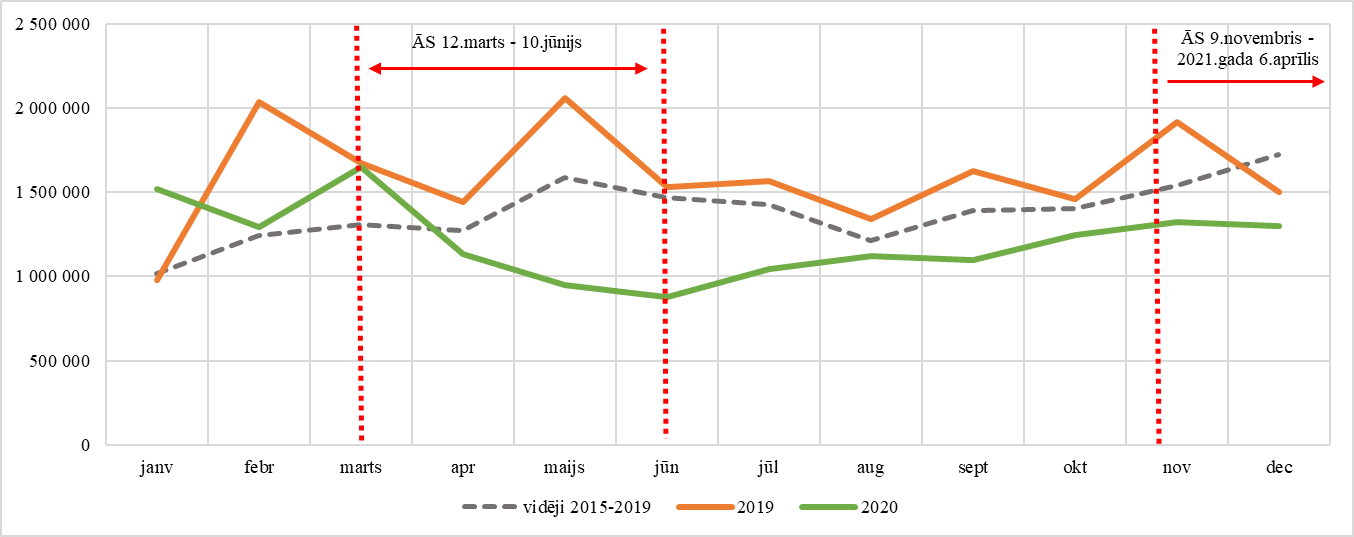 2 500 000
2 000 000
1 500 000
1 000 000
500 000
0
ĀS 12.marts - 10.jūnijs
ĀS 9.novembris -
2021.gada 6.aprīlis
janv febr marts apr maijs jūn jūl aug sept okt nov dec
vidēji 2015-2019 2019 2020